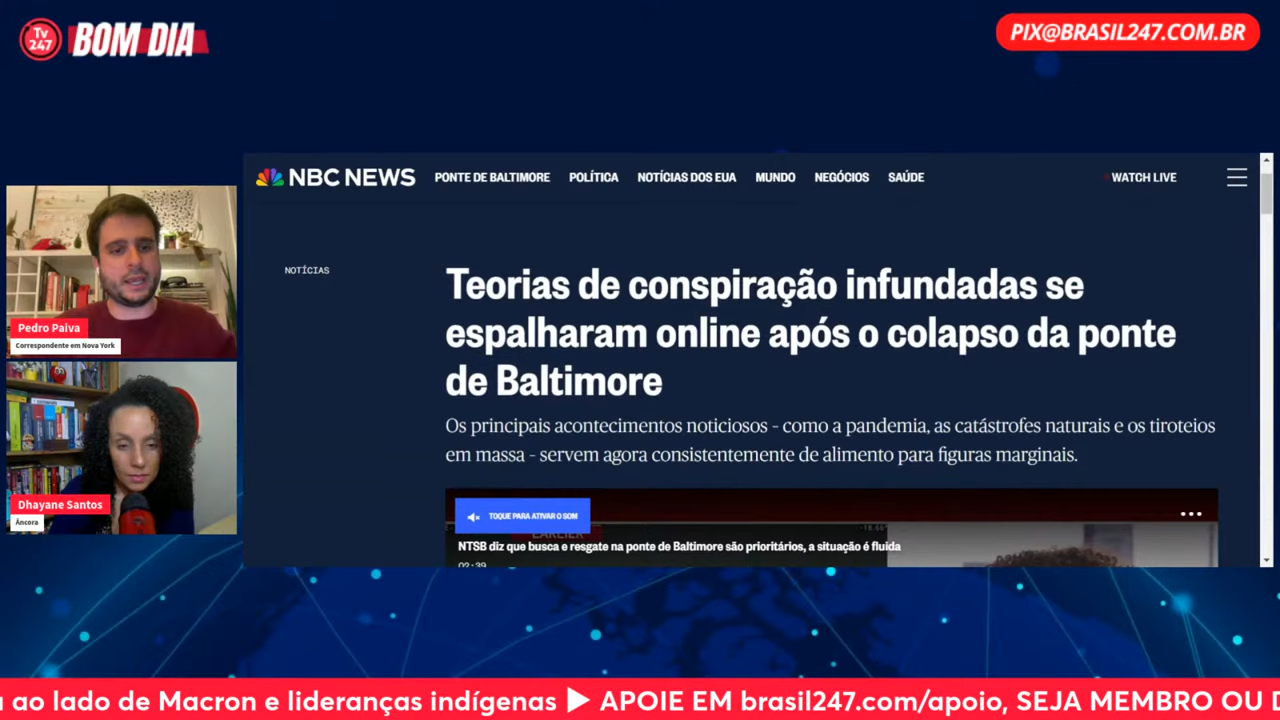 Tv 247
BOM DIA
PIX@BRASIL247.COM.BR
NBC NEWS
PONTE DE BALTIMORE
POLÍTICA
NOTÍCIAS DOS EUA
MUNDO
NEGÓCIOS
SAÚDE
WATCH LIVE
NOTÍCIAS
Teorias de conspiração infundadas se
espalharam online após o colapso da ponte
de Baltimore
Os principais acontecimentos noticiosos - como a pandemia, as catástrofes naturais e os tiroteios
em massa - servem agora consistentemente de alimento para figuras marginais.
TOQUE PARA ATIVAR O SOM
EARLIER
NTSB diz que busca e resgate na ponte de Baltimore são prioritários, a situação é fluida
02:39
Pedro Paiva
Correspondente em Nova York
Dhayane Santos
Âncora
ao lado de Macron e lideranças indígenas ▶ APOIE EM brasil247.com/apoio, SEJA MEMBRO OU